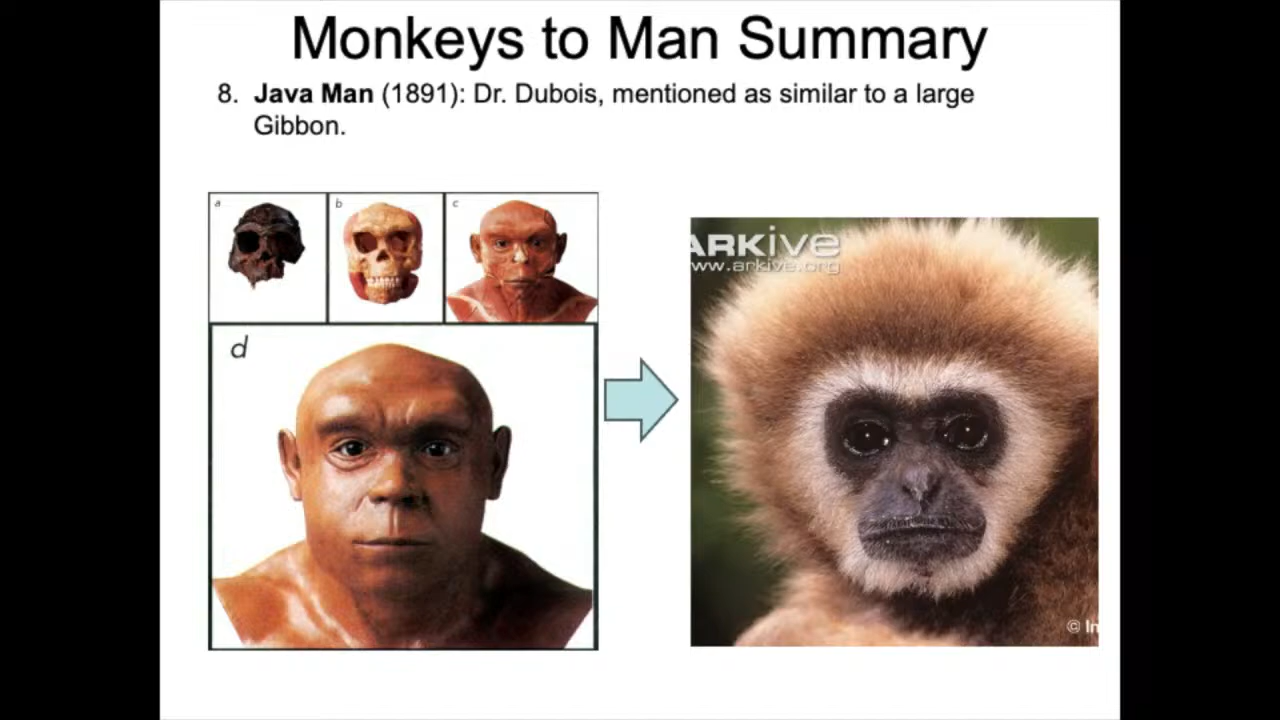 Monkeys to Man Summary
8. Java Man (1891): Dr. Dubois, mentioned as similar to a large
Gibbon.
a
b
c
d
ARKive
www.arkive.org
© In